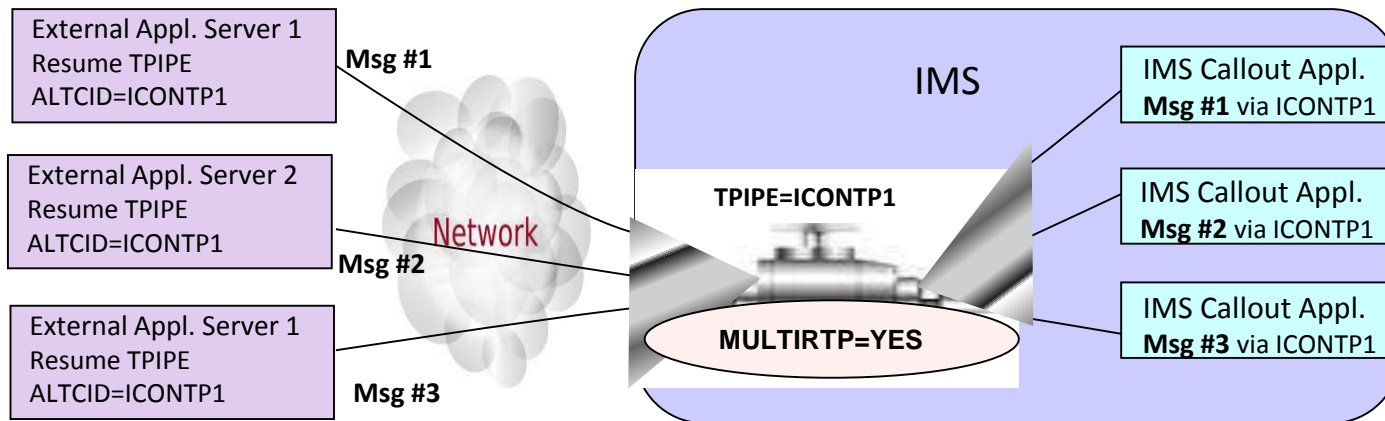 External Appl. Server 1
Resume TPIPE
ALTCID=ICONTP1
Msg #1
External Appl. Server 2
Resume TPIPE
ALTCID=ICONTP1
Msg #2
External Appl. Server 1
Resume TPIPE
ALTCID=ICONTP1
Msg #3
Network
IMS
TPIPE=ICONTP1
MULTIRTP=YES
IMS Callout Appl.
Msg #1 via ICONTP1
IMS Callout Appl.
Msg #2 via ICONTP1
IMS Callout Appl.
Msg #3 via ICONTP1